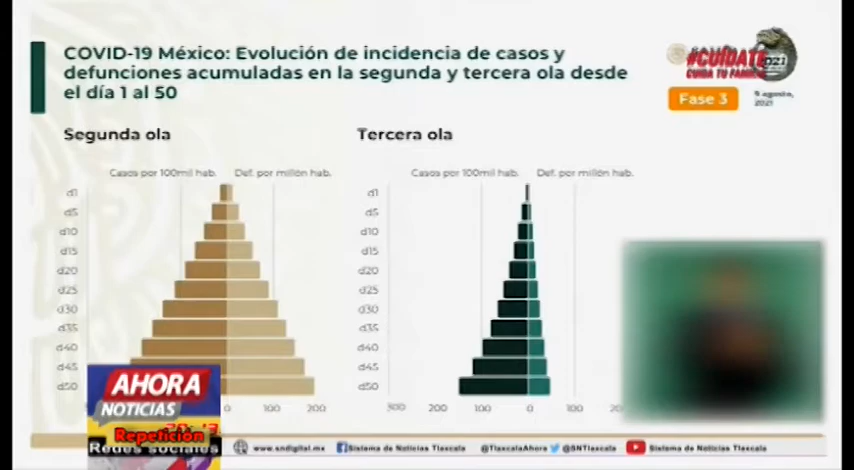 COVID-19 México: Evolución de incidencia de casos y
defunciones acumuladas en la segunda y tercera ola desde
el día 1 al 50
#CUÍDATE 2021
CUIDA TU FAMILIA
Fase 3
9 agosto,
2021
Segunda ola
Casos por 100mil hab. Def. por millón hab.
d1
d5
d10
d15
d20
d25
d30
d35
d40
d45
d50
0 100 200
Tercera ola
Casos por 100mil hab. Def. por millón hab.
d1
d5
d10
d15
d20
d25
d30
d35
d40
d45
d50
300 200 100 0 100
AHORA
NOTICIAS
Repetición
Redes sociales
www.sndigital.mx Sistema de Noticias Tlaxcala @TlaxcalaAhora @SNTlaxcala Sistema de Noticias Tlaxcala